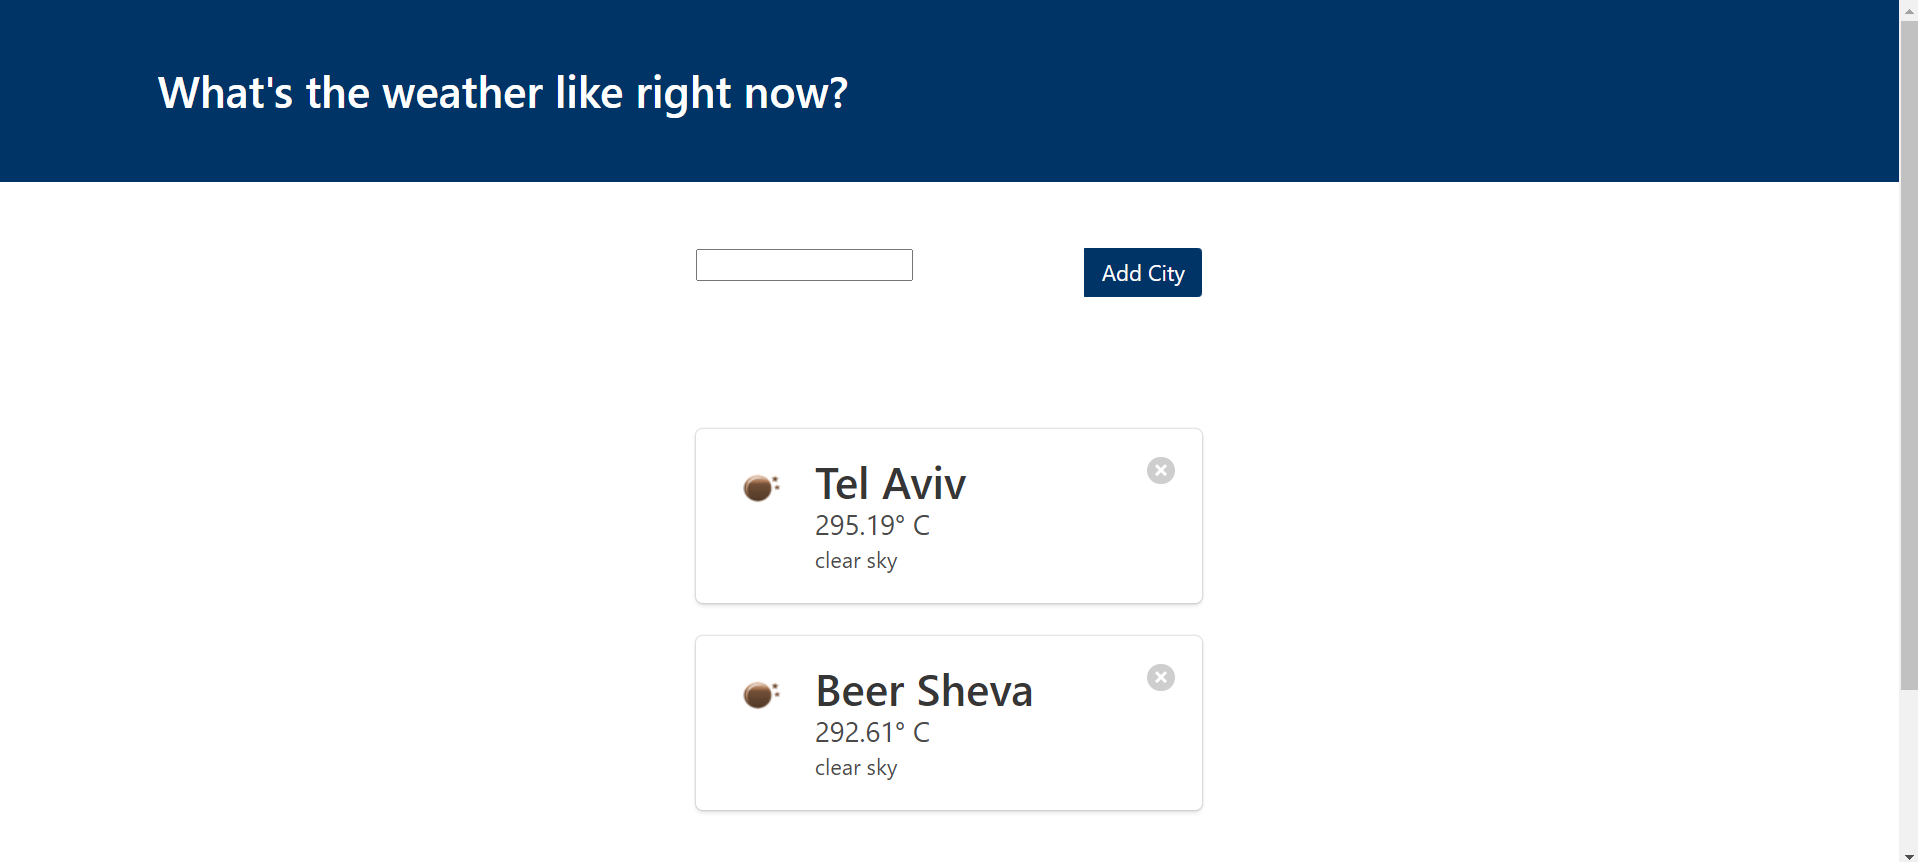 What's the weather like right now?
Add City
Tel Aviv
295.19° C
clear sky
Beer Sheva
292.61° C
clear sky